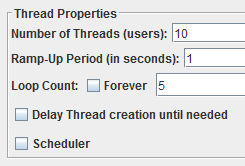 Thread Properties
Number of Threads (users): 10
Ramp-Up Period (in seconds): 1
Loop Count: Forever 5
Delay Thread creation until needed
Scheduler